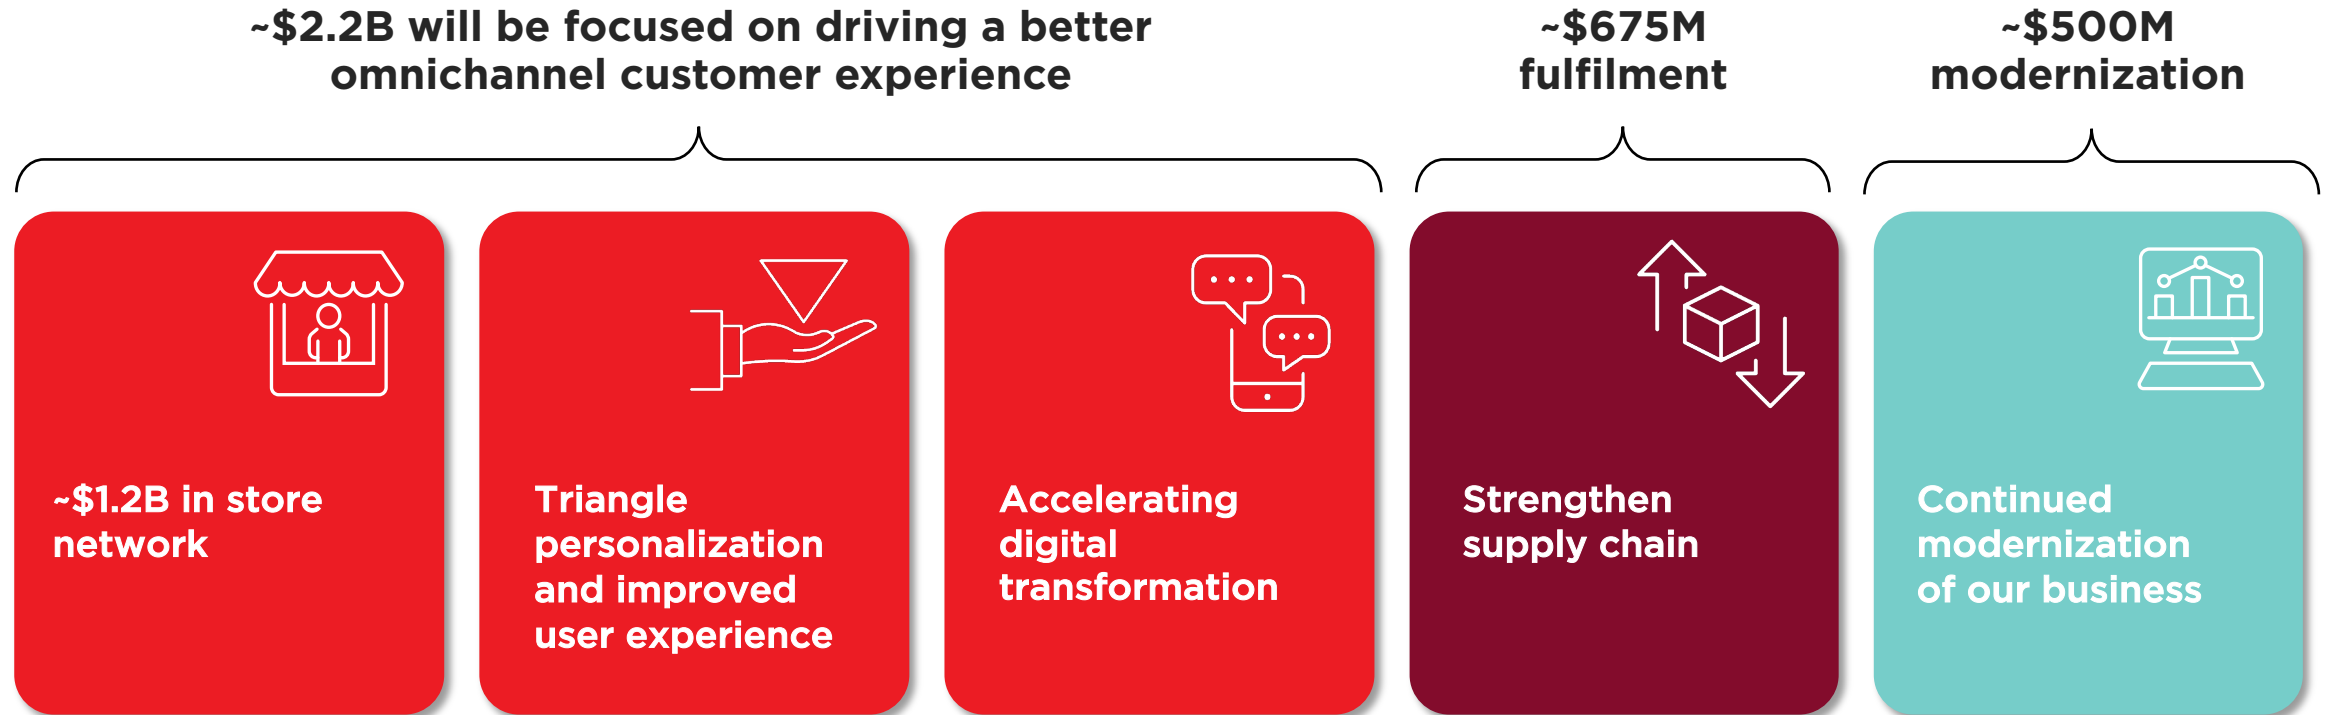 ~$2.2B will be focused on driving a better
omnichannel customer experience
~$675M
fulfilment
~$500M
modernization
~$1.2B in store
network
Triangle
personalization
and improved
user experience
Accelerating
digital
transformation
Strengthen
supply chain
Continued
modernization
of our business